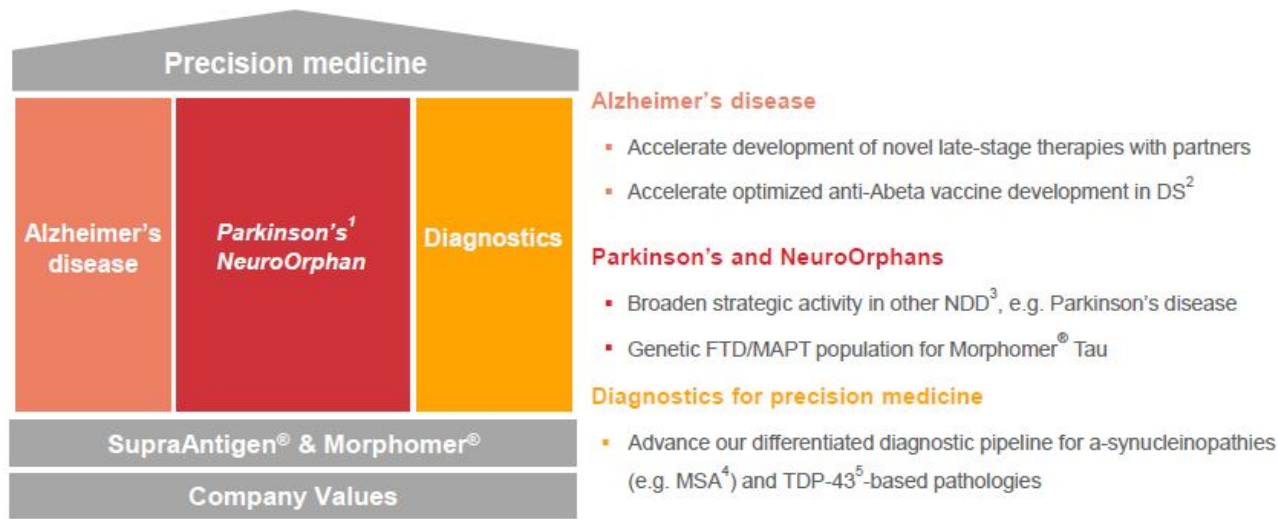 Precision medicine
Alzheimer's
disease
Parkinson's¹
NeuroOrphan
Diagnostics
SupraAntigen® & Morphomer®
Company Values
Alzheimer's disease
▪ Accelerate development of novel late-stage therapies with partners
▪ Accelerate optimized anti-Abeta vaccine development in DS²
Parkinson's and NeuroOrphans
▪ Broaden strategic activity in other NDD³, e.g. Parkinson's disease
▪ Genetic FTD/MAPT population for Morphomer® Tau
Diagnostics for precision medicine
▪ Advance our differentiated diagnostic pipeline for a-synucleinopathies
(e.g. MSA⁴) and TDP-43⁵-based pathologies